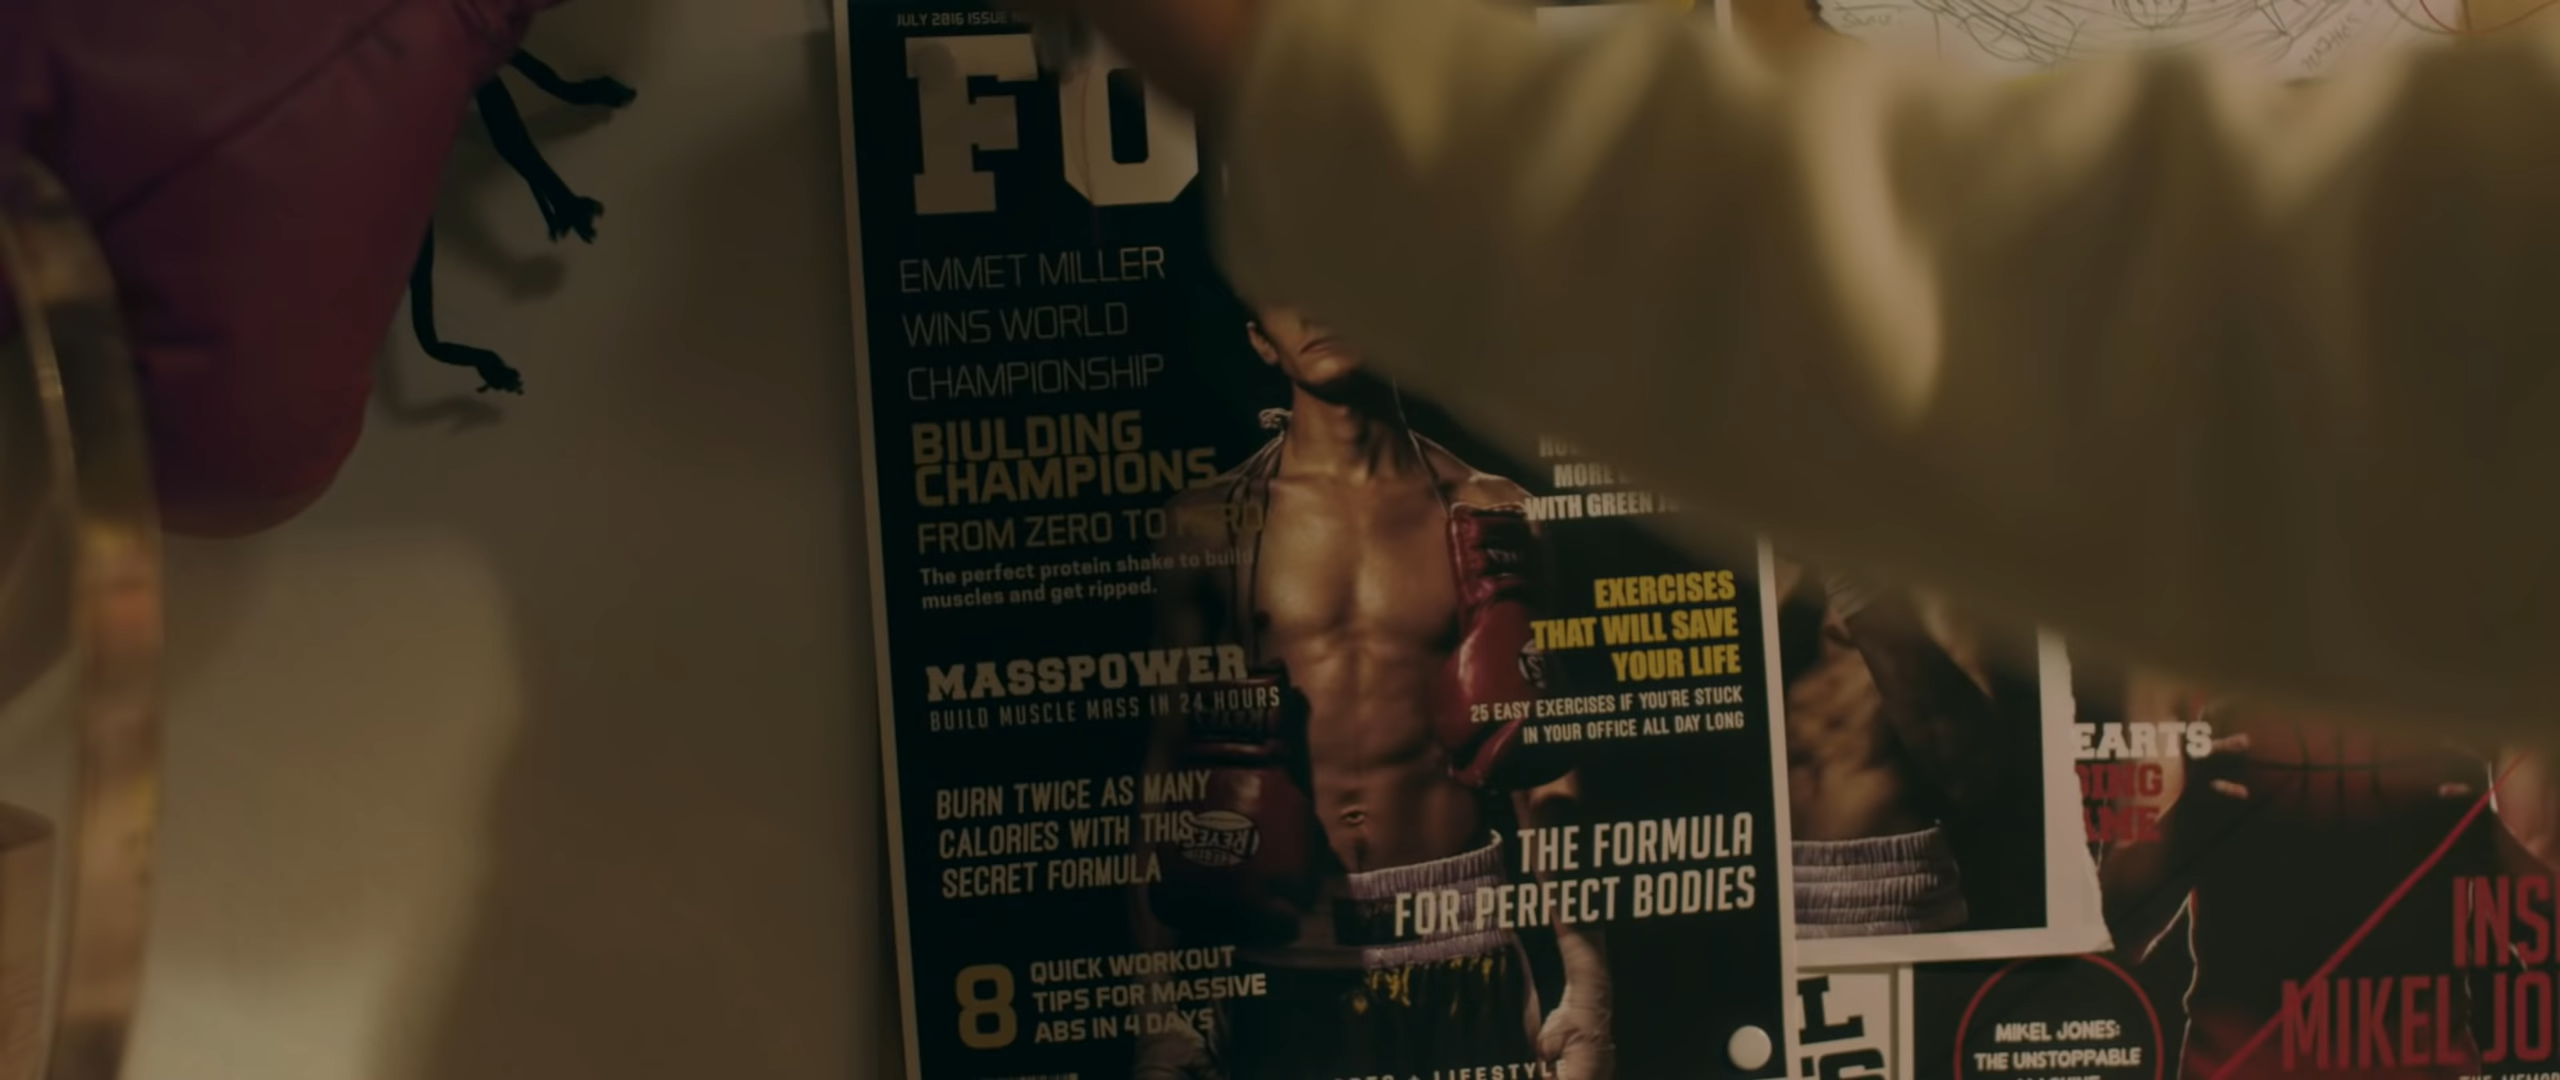 JULY 2016 ISSUE
FO
EMMET MILLER
WINS WORLD
CHAMPIONSHIP
BIULDING
CHAMPIONS
FROM ZERO TO HERO
The perfect protein shake to build
muscles and get ripped.
MASSPOWER
BUILD MUSCLE MASS IN 24 HOURS
BURN TWICE AS MANY
CALORIES WITH THIS
SECRET FORMULA
8
QUICK WORKOUT
TIPS FOR MASSIVE
ABS IN 4 DAYS
MORE
WITH GREEN
EXERCISES
THAT WILL SAVE
YOUR LIFE
25 EASY EXERCISES IF YOU'RE STUCK
IN YOUR OFFICE ALL DAY LONG
THE FORMULA
FOR PERFECT BODIES
LIFESTYLE
EARTS
MIKEL JONES:
THE UNSTOPPABLE
INS
MIKEL JO